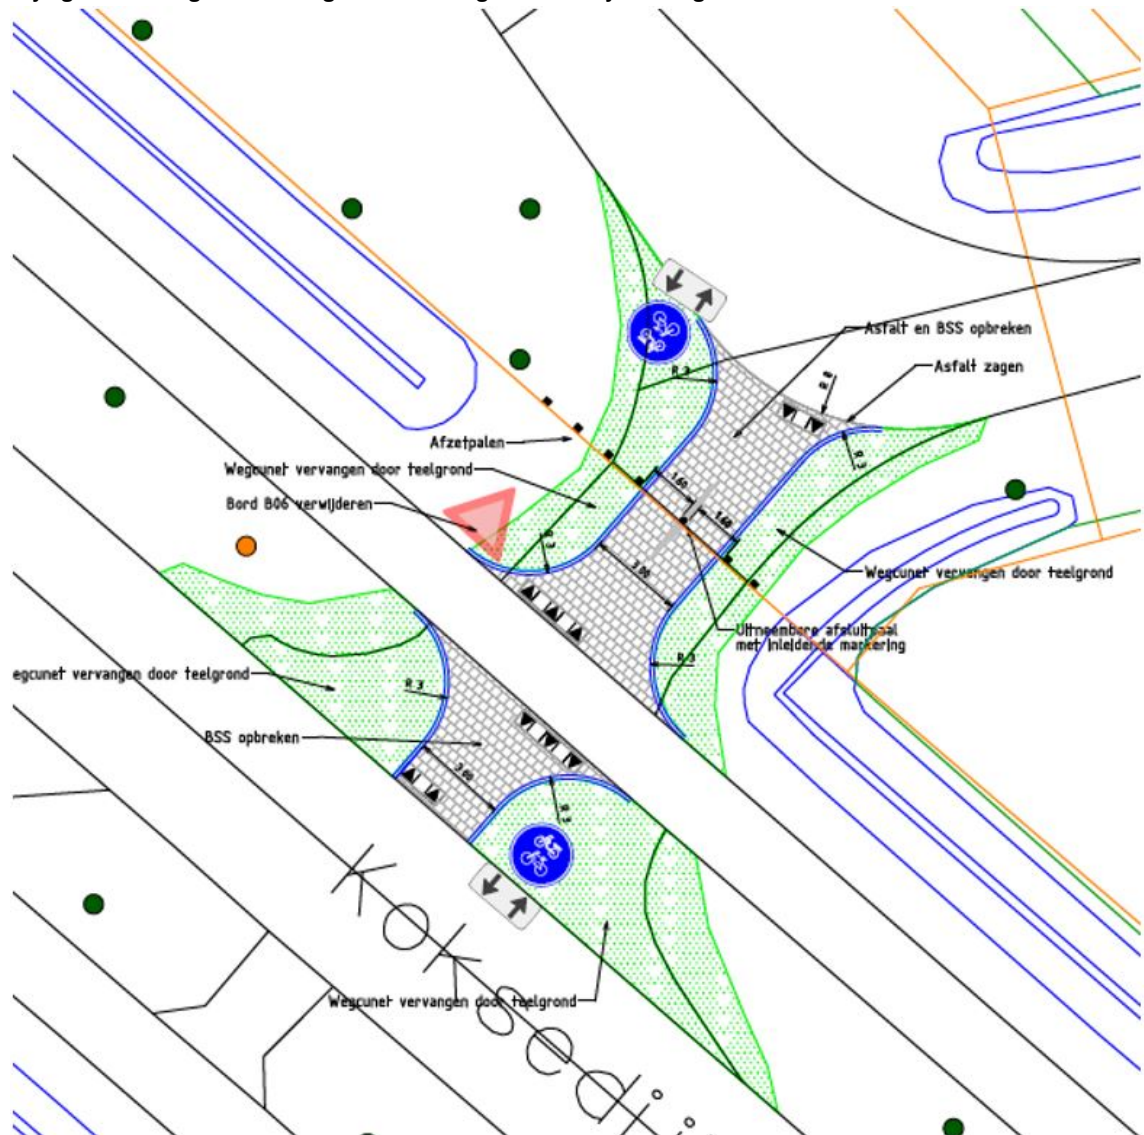 Asfalt en BSS opbreken
Asfalt zagen
R 3
Afzetpalen
Wegcunet vervangen door teelgrond
R 3
1.60
Bord B06 verwijderen
1.60
R 3
3.00
Wegcunet vervangen door teelgrond
Uitneembare afsluitpaal
met inleidende markering
R 3
egcunet vervangen door teelgrond
R 3
BSS opbreken
3.00
R 3
Wegcunet vervangen door teelgrond
Kokoedij